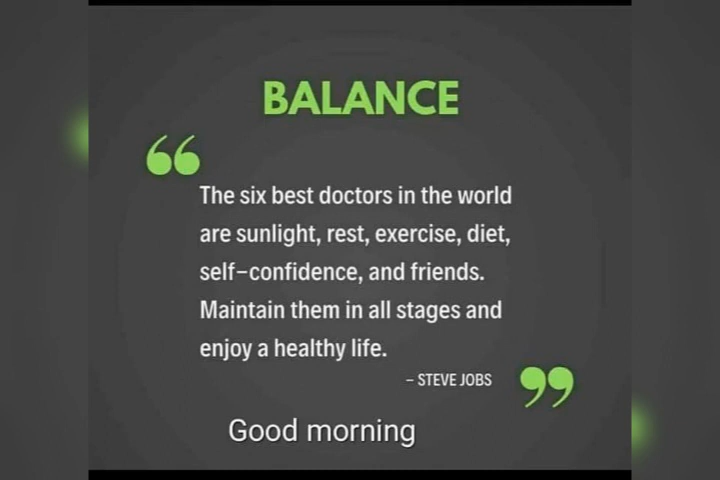 BALANCE
“
The six best doctors in the world
are sunlight, rest, exercise, diet,
self-confidence, and friends.
Maintain them in all stages and
enjoy a healthy life.
- STEVE JOBS
”
Good morning